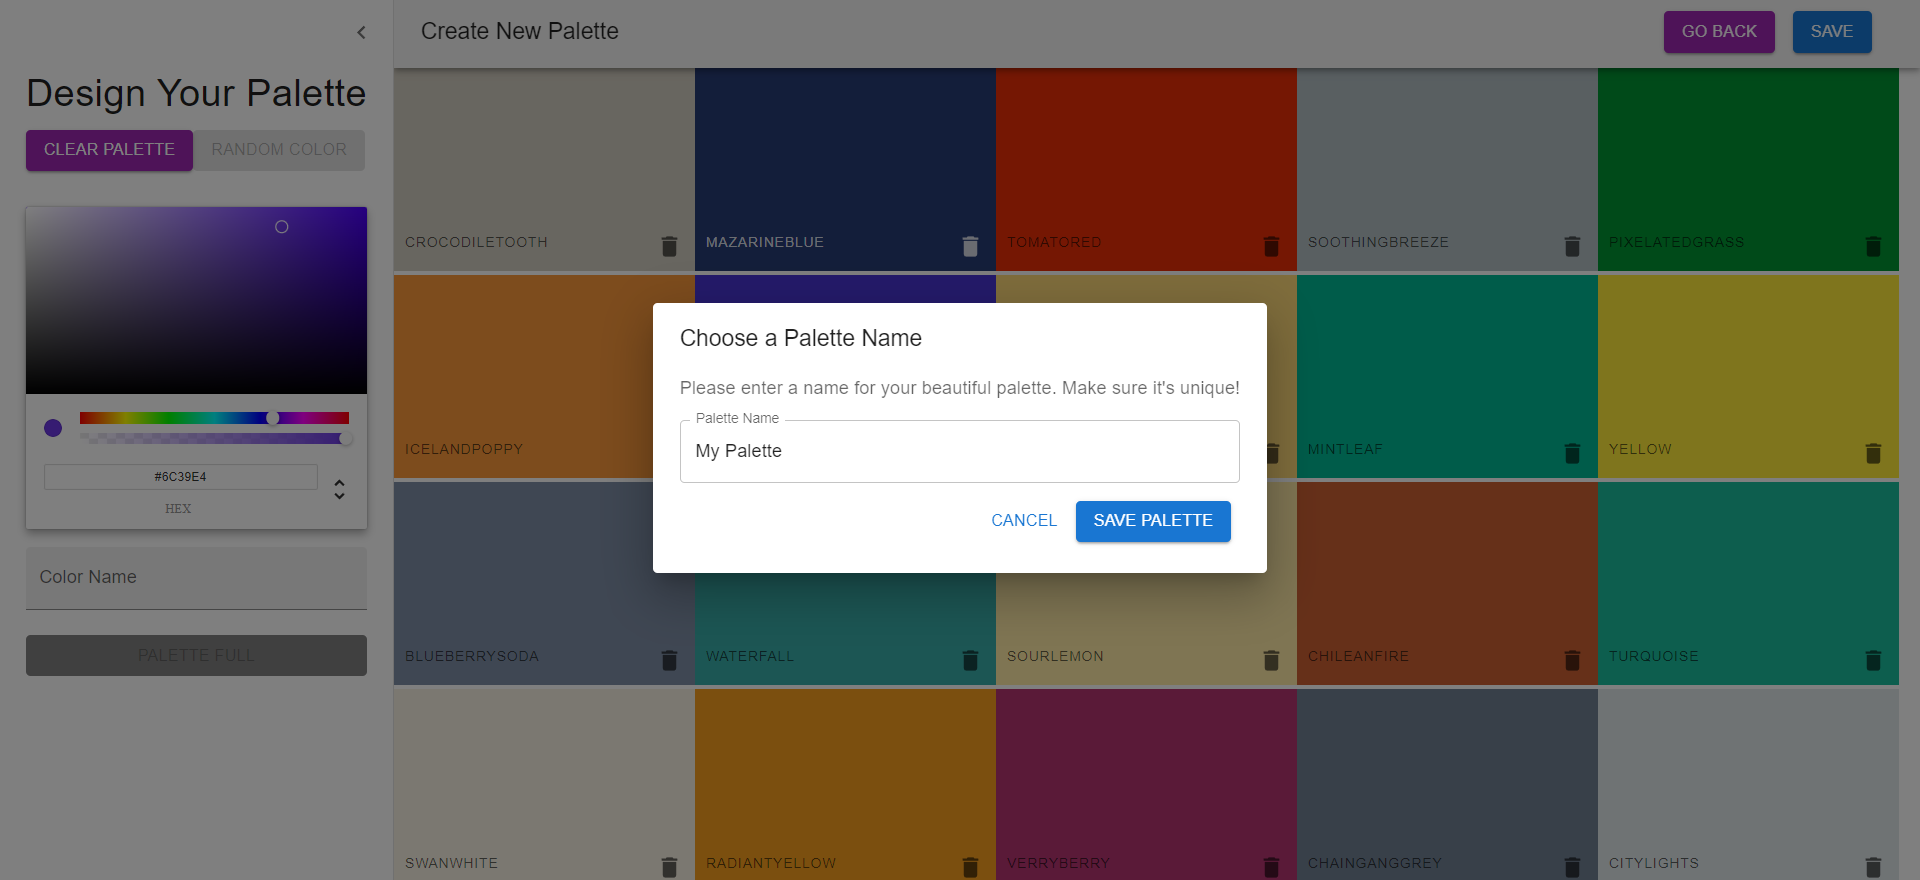 Create New Palette
GO BACK
SAVE
Design Your Palette
CLEAR PALETTE
RANDOM COLOR
#6C39E4
HEX
Color Name
PALETTE FULL
CROCODILETOOTH
MAZARINEBLUE
TOMATORED
SOOTHINGBREEZE
PIXELATEDGRASS
ICELANDPOPPY
MINTLEAF
YELLOW
Choose a Palette Name
Please enter a name for your beautiful palette. Make sure it's unique!
Palette Name
My Palette
CANCEL
SAVE PALETTE
BLUEBERRYSODA
WATERFALL
SOURLEMON
CHILEANFIRE
TURQUOISE
SWANWHITE
RADIANTYELLOW
VERRYBERRY
CHAINGANGGREY
CITYLIGHTS